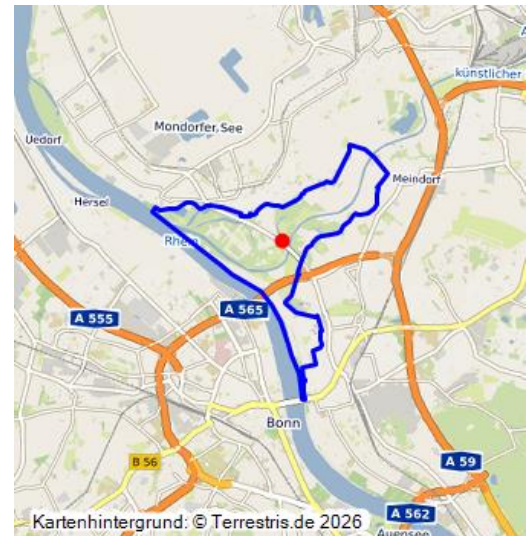 künstlicher
Mondorfer See
Uedorf
Meindorf
Hersel
Rhein
A 565
A 555
Bonn
B 56
A 59
A 562
Auensee
Kartenhintergrund: © Terrestris.de 2026